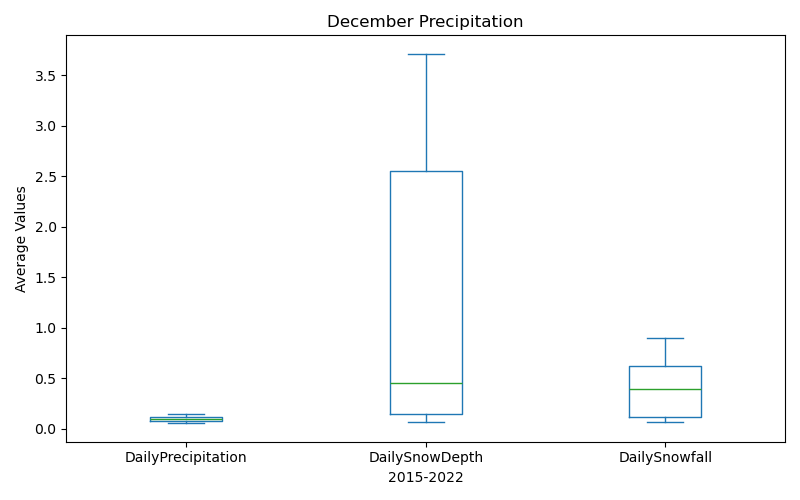 December Precipitation
Average Values
3.5
3.0
2.5
2.0
1.5
1.0
0.5
0.0
DailyPrecipitation
DailySnowDepth
DailySnowfall
2015-2022